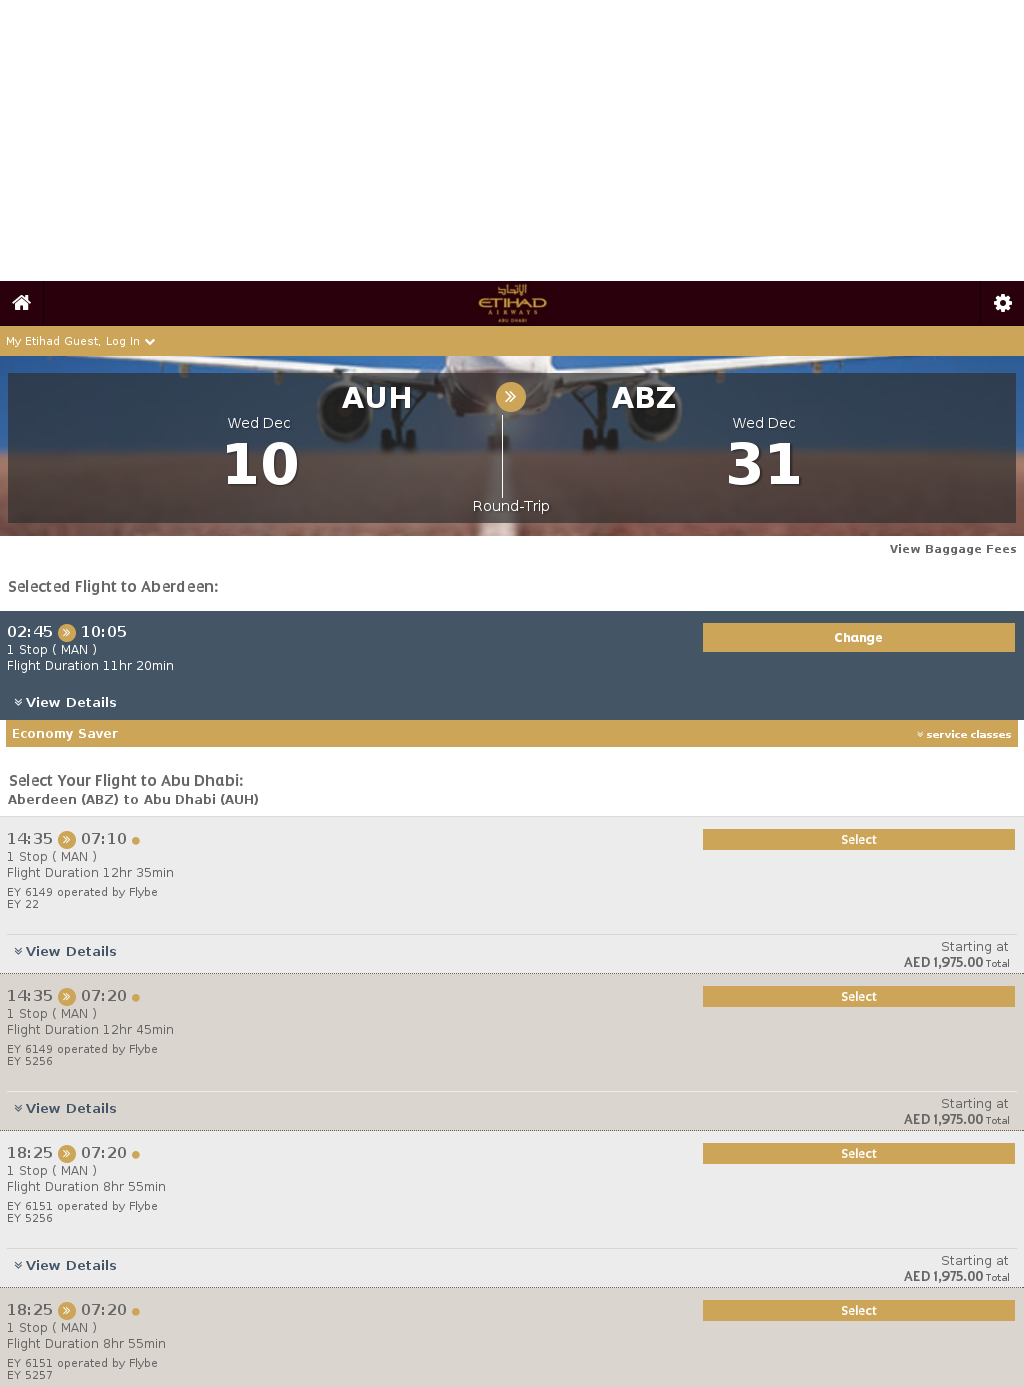 الإتحاد
ETIHAD
AIRWAYS
ABU DHABI
My Etihad Guest, Log In
AUH ABZ
Wed Dec Wed Dec
10 31
Round-Trip
View Baggage Fees
Selected Flight to Aberdeen:
02:45 10:05
Change
1 Stop ( MAN )
Flight Duration 11hr 20min
View Details
Economy Saver service classes
Select Your Flight to Abu Dhabi:
Aberdeen (ABZ) to Abu Dhabi (AUH)
14:35 07:10
Select
1 Stop ( MAN )
Flight Duration 12hr 35min
EY 6149 operated by Flybe
EY 22
View Details
Starting at
AED 1,975.00 Total
14:35 07:20
Select
1 Stop ( MAN )
Flight Duration 12hr 45min
EY 6149 operated by Flybe
EY 5256
View Details
Starting at
AED 1,975.00 Total
18:25 07:20
Select
1 Stop ( MAN )
Flight Duration 8hr 55min
EY 6151 operated by Flybe
EY 5256
View Details
Starting at
AED 1,975.00 Total
18:25 07:20
Select
1 Stop ( MAN )
Flight Duration 8hr 55min
EY 6151 operated by Flybe
EY 5257